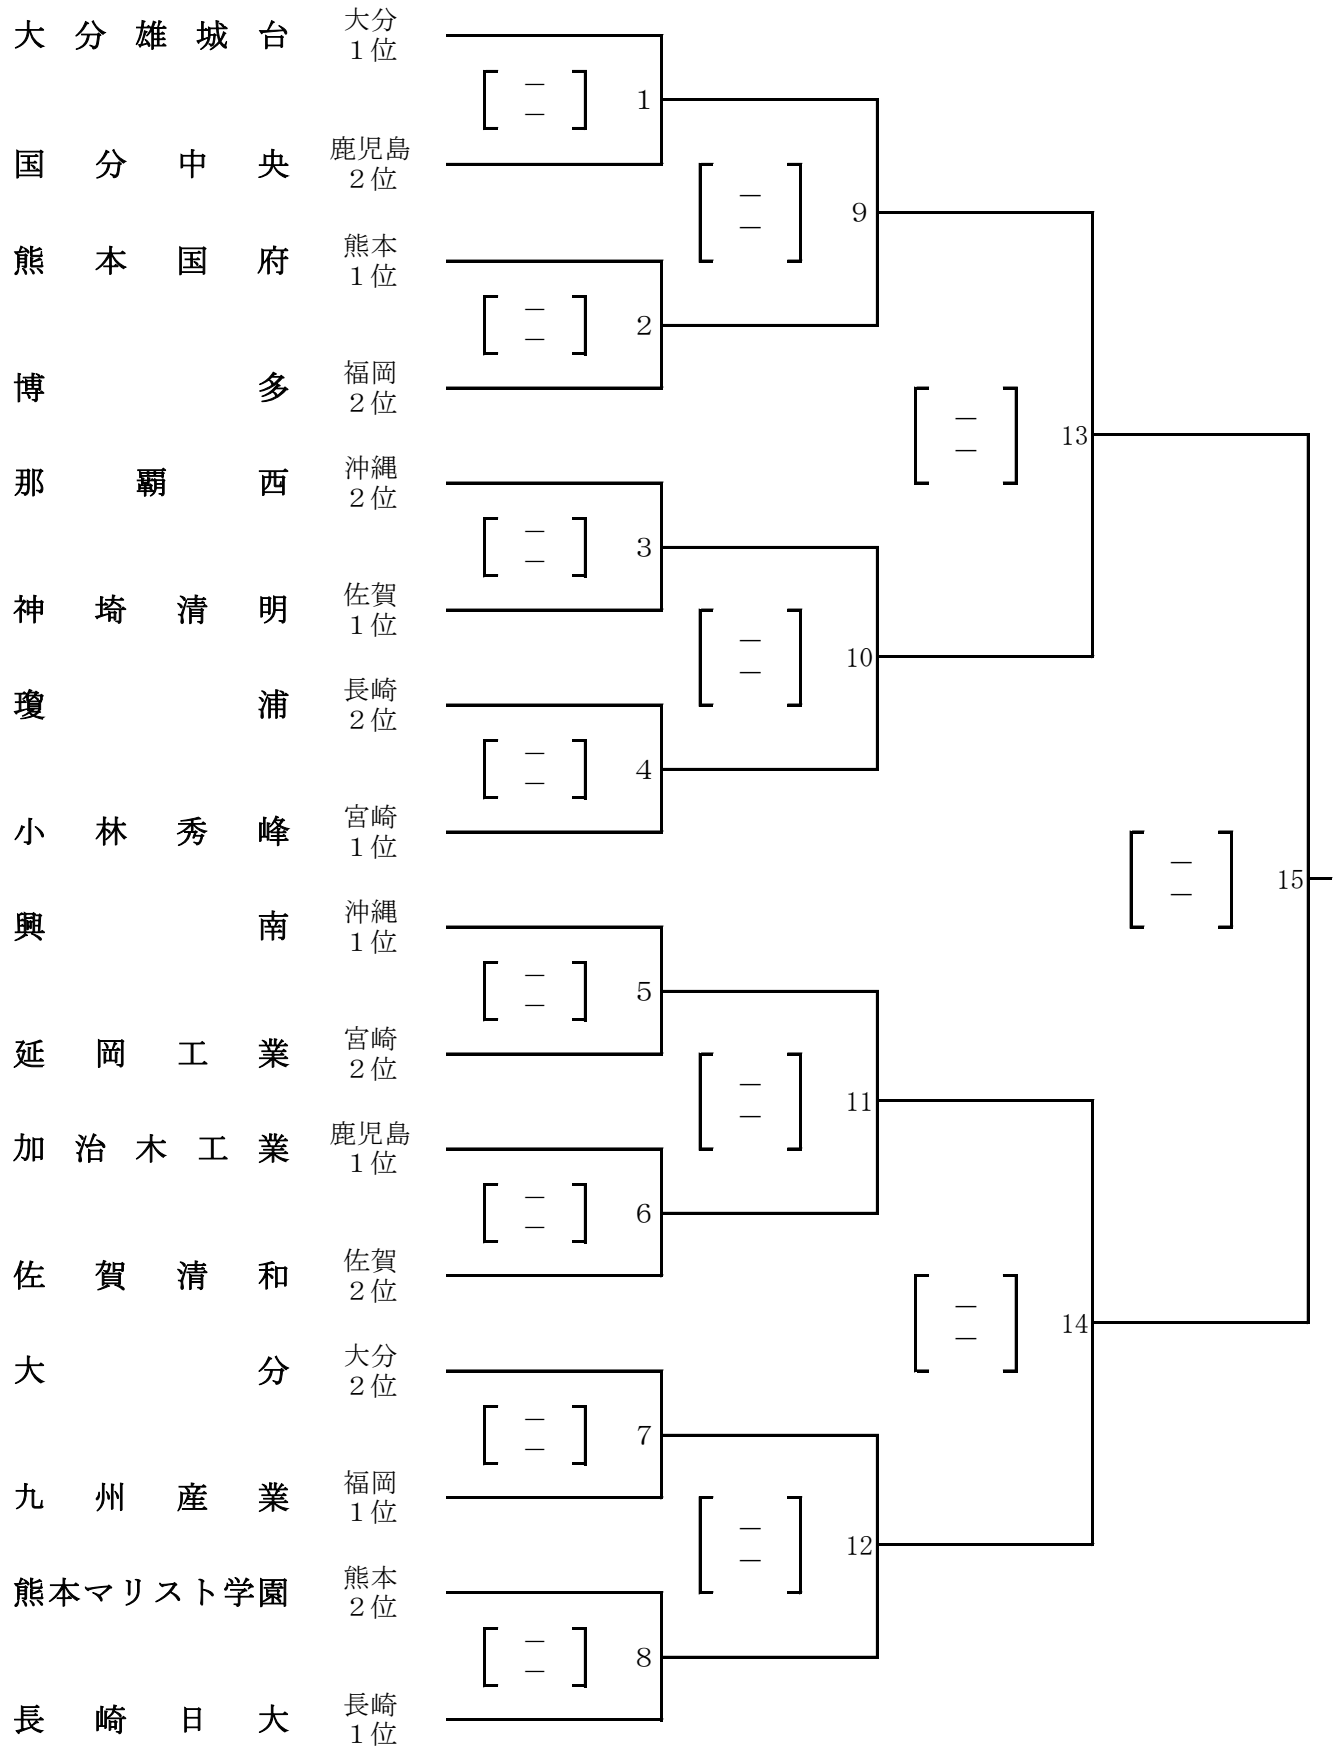 大分雄城台 大分
1位
[ － － ] 1
国分中央 鹿児島
2位
[ － － ] 9
熊本国府 熊本
1位
[ － － ] 2
博多 福岡
2位
[ － － ] 13
那覇西 沖縄
2位
[ － － ] 3
神埼清明 佐賀
1位
[ － － ] 10
瓊浦 長崎
2位
[ － － ] 4
小林秀峰 宮崎
1位
[ － － ] 15
興南 沖縄
1位
[ － － ] 5
延岡工業 宮崎
2位
[ － － ] 11
加治木工業 鹿児島
1位
[ － － ] 6
佐賀清和 佐賀
2位
[ － － ] 14
大分 大分
2位
[ － － ] 7
九州産業 福岡
1位
[ － － ] 12
熊本マリスト学園 熊本
2位
[ － － ] 8
長崎日大 長崎
1位